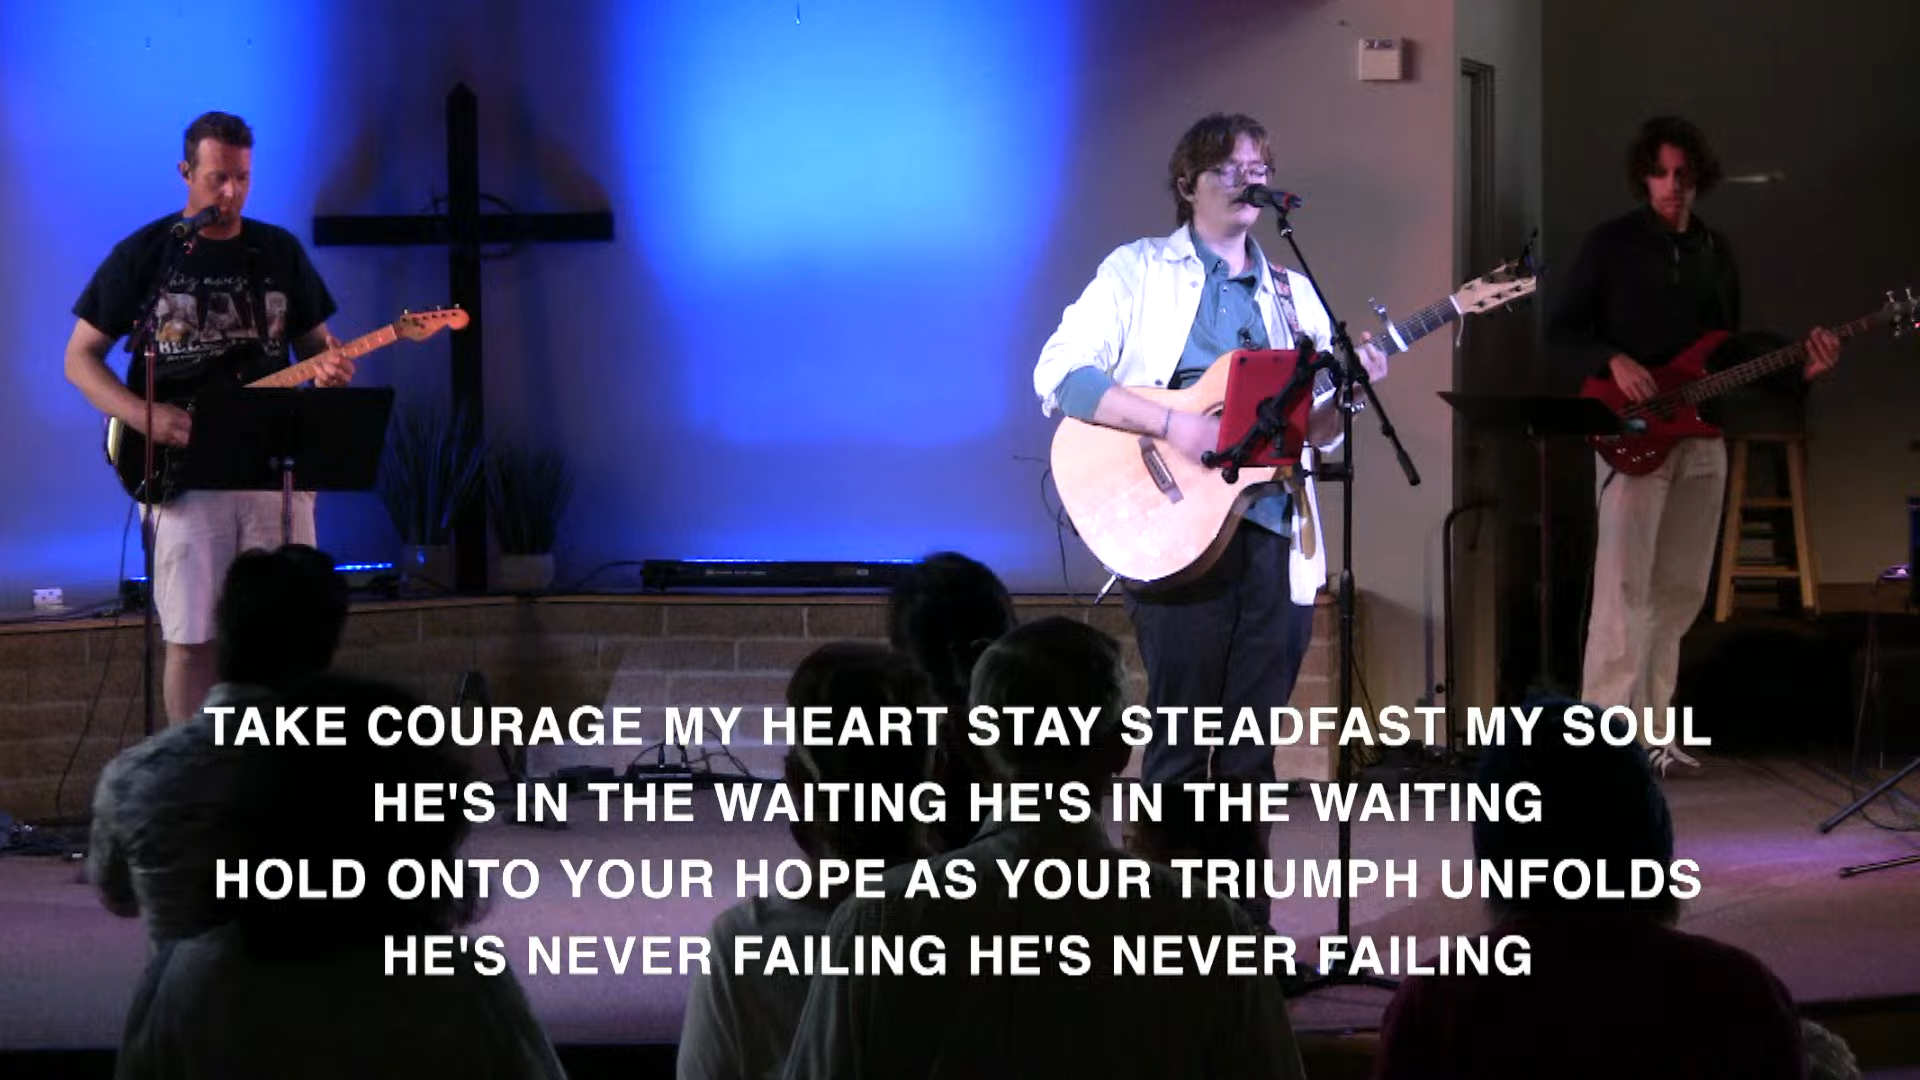 TAKE COURAGE MY HEART STAY STEADFAST MY SOUL
HE'S IN THE WAITING HE'S IN THE WAITING
HOLD ONTO YOUR HOPE AS YOUR TRIUMPH UNFOLDS
HE'S NEVER FAILING HE'S NEVER FAILING